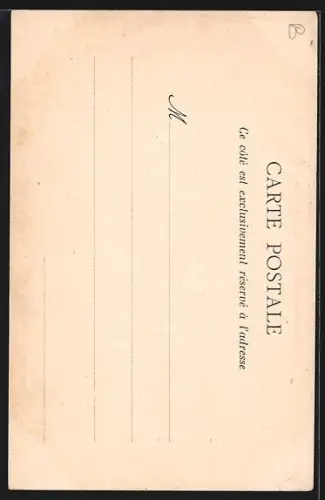 CARTE POSTALE
Ce côté est exclusivement réservé à l'adresse
M
B